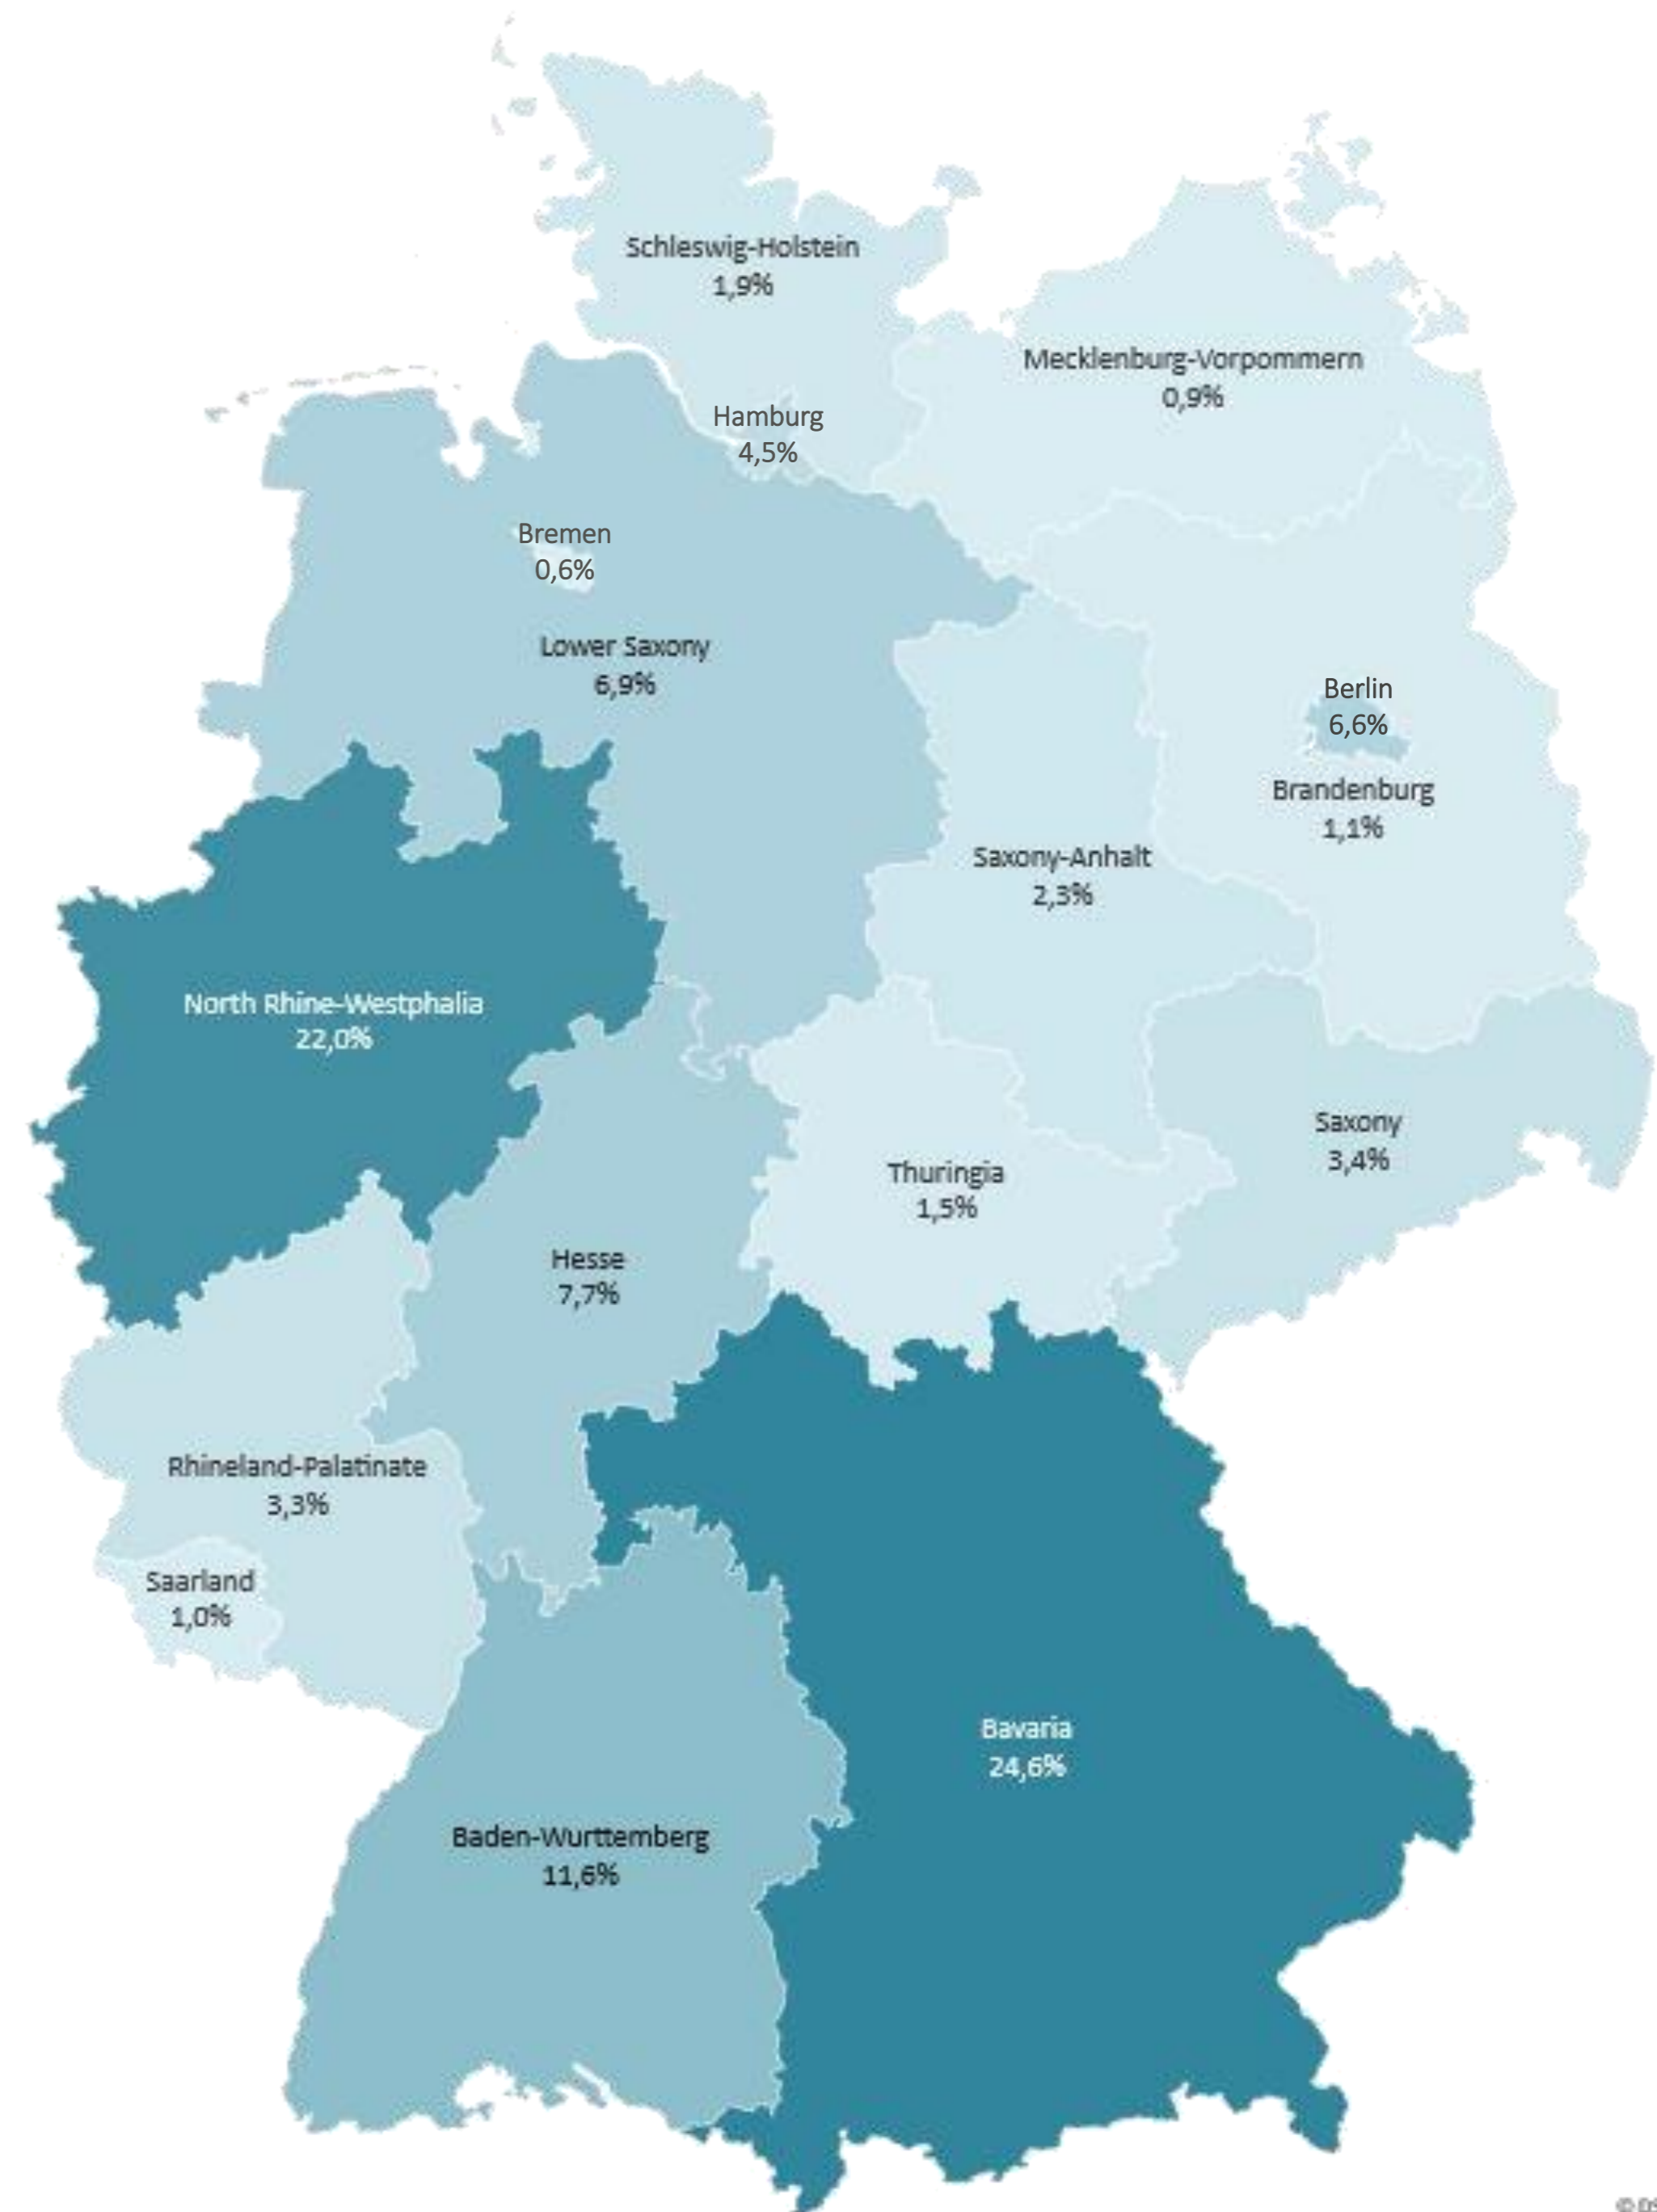 Schleswig-Holstein
1,9%
Mecklenburg-Vorpommern
0,9%
Hamburg
4,5%
Bremen
0,6%
Lower Saxony
6,9%
Berlin
6,6%
Brandenburg
1,1%
Saxony-Anhalt
2,3%
North Rhine-Westphalia
22,0%
Saxony
3,4%
Thuringia
1,5%
Hesse
7,7%
Rhineland-Palatinate
3,3%
Saarland
1,0%
Bavaria
24,6%
Baden-Wurttemberg
11,6%
©